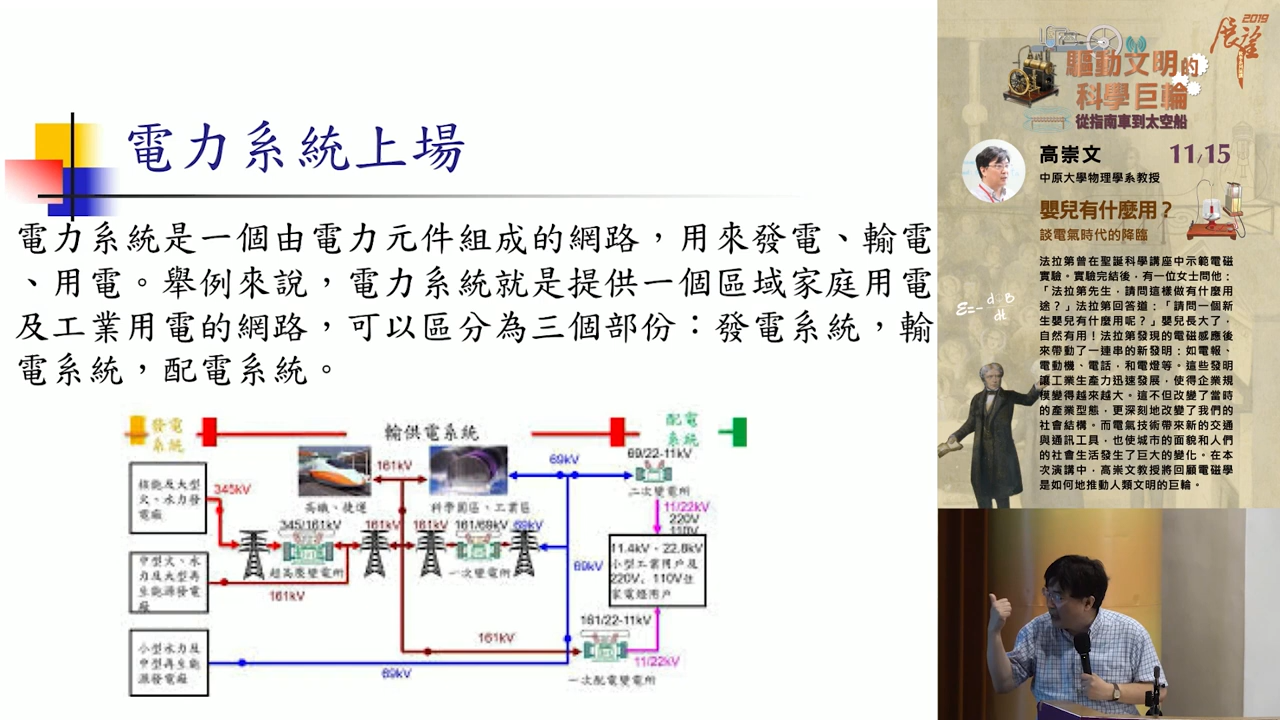 電力系統上場
電力系統是一個由電力元件組成的網路，用來發電、輸電
、用電。舉例來說，電力系統就是提供一個區域家庭用電
及工業用電的網路，可以區分為三個部份：發電系統，輸
電系統，配電系統。
發電
系統
輸供電系統
配電
系統
核能及大型
火、水力發
電廠
345kV
161kV
高鐵、捷運
科學園區、工業區
69kV
69/22-11kV
二次變電所
11/22kV
220V
110V
345/161kV
161kV
161kV
161/69kV
69kV
超高壓變電所
一次變電所
中型火、水
力及大型再
生能源發電
廠
161kV
69kV
11.4kV、22.8kV
小型工業用戶及
220V、110V住
家電燈用戶
小型水力及
中型再生能
源發電廠
161kV
69kV
161/22-11kV
11/22kV
一次配電變電所
2019
展望
驅動文明的
科學巨輪
從指南車到太空船
高崇文
11/15
中原大學物理學系教授
嬰兒有什麼用？
談電氣時代的降臨
法拉第曾在聖誕科學講座中示範電磁
實驗。實驗完結後，有一位女士問他：
「法拉第先生，請問這樣做有什麼用
途？」法拉第回答道：「請問一個新
生嬰兒有什麼用呢？」嬰兒長大了，
自然有用！法拉第發現的電磁感應後
來帶動了一連串的新發明：如電報、
電動機、電話，和電燈等。這些發明
讓工業生產力迅速發展，使得企業規
模變得越來越大。這不但改變了當時
的產業型態，更深刻地改變了我們的
社會結構。而電氣技術帶來新的交通
與通訊工具，也使城市的面貌和人們
的社會生活發生了巨大的變化。在本
次演講中，高崇文教授將回顧電磁學
是如何地推動人類文明的巨輪。